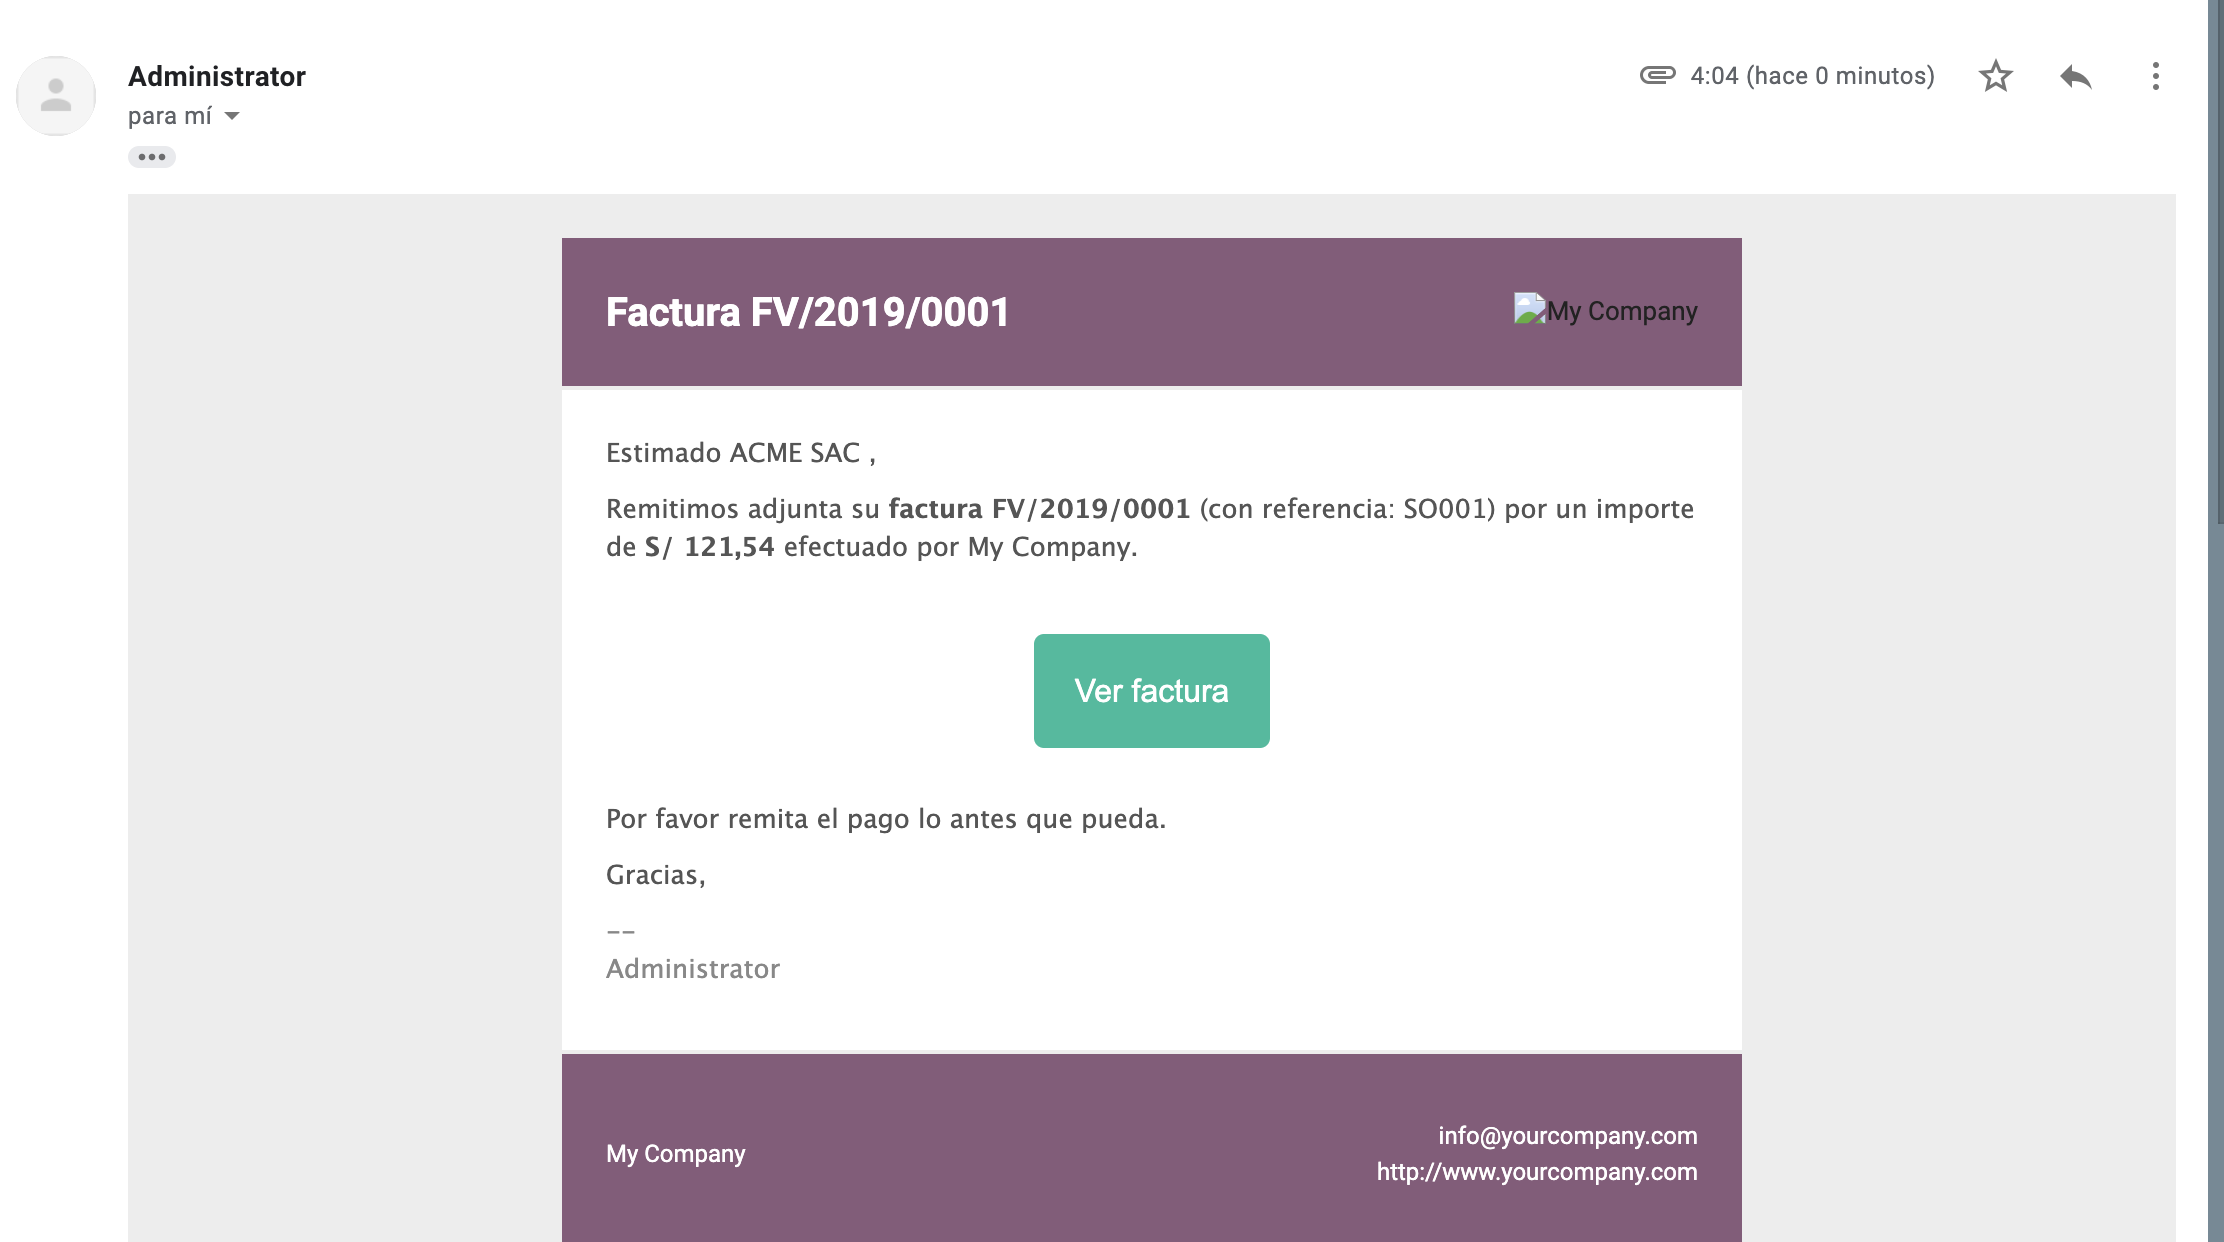 Administrator
4:04 (hace 0 minutos)
para mí
Factura FV/2019/0001
My Company
Estimado ACME SAC ,
Remitimos adjunta su factura FV/2019/0001 (con referencia: SO001) por un importe
de S/ 121,54 efectuado por My Company.
Ver factura
Por favor remita el pago lo antes que pueda.
Gracias,
--
Administrator
My Company
info@yourcompany.com
http://www.yourcompany.com